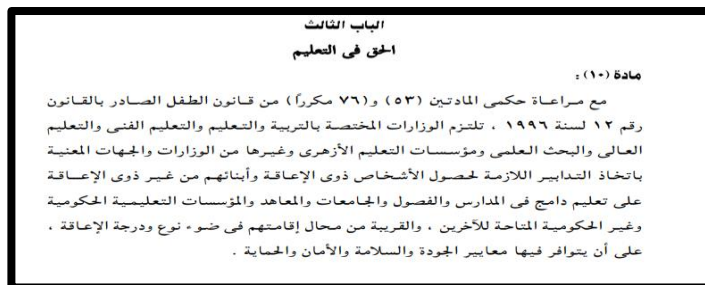 الباب الثالث
الحق فى التعليم
مادة (١٠) :
مع مراعاة حكمى المادتين (٥٣) و(٧٦ مكررًا) من قانون الطفل الصادر بالقانون
رقم ١٢ لسنة ١٩٩٦ ، تلتزم الوزارات المختصة بالتربية والتعليم والتعليم الفنى والتعليم
العالى والبحث العلمى ومؤسسات التعليم الأزهرى وغيرها من الوزارات والجهات المعنية
باتخاذ التدابير اللازمة لحصول الأشخاص ذوى الإعاقة وأبنائهم من غير ذوى الإعاقة
على تعليم دامج فى المدارس والفصول والجامعات والمعاهد والمؤسسات التعليمية الحكومية
وغير الحكومية المتاحة للآخرين ، والقريبة من محال إقامتهم فى ضوء نوع ودرجة الإعاقة ،
على أن يتوافر فيها معايير الجودة والسلامة والأمان والحماية .